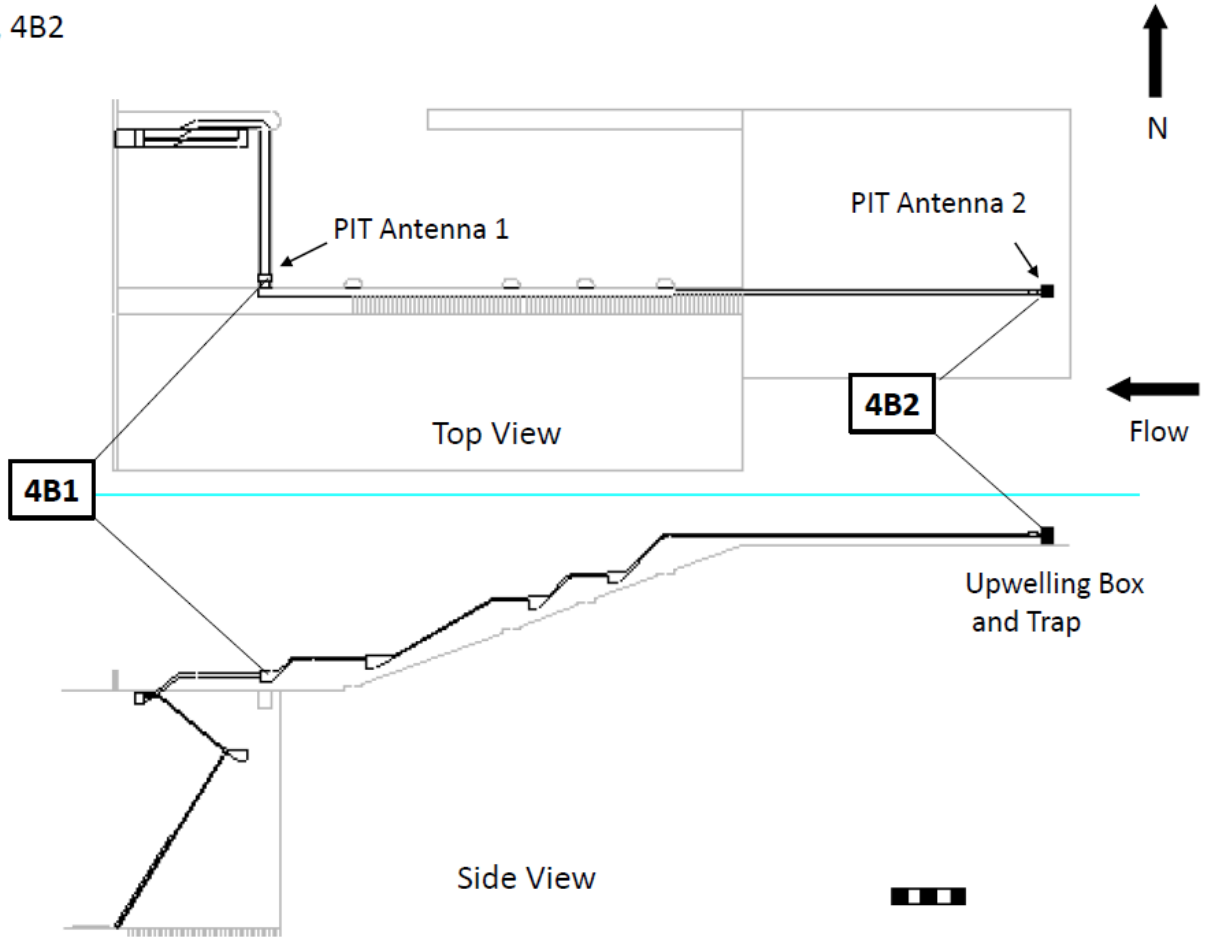 4B2
N
PIT Antenna 1
PIT Antenna 2
4B2
Flow
Top View
4B1
Upwelling Box
and Trap
Side View